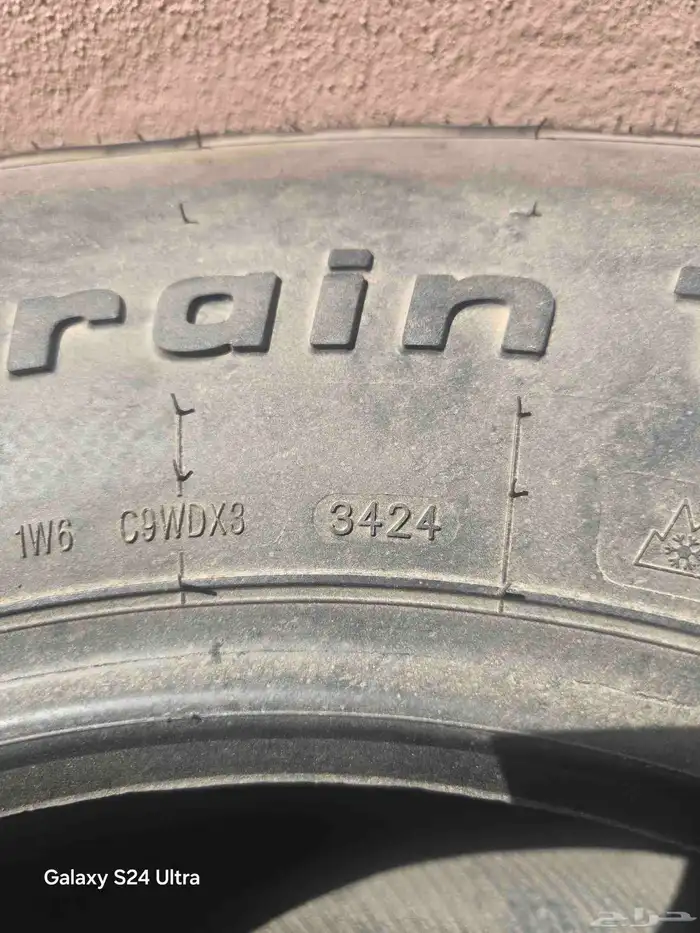 rain T
1W6 C9WDX3 3424
Galaxy S24 Ultra
حراج